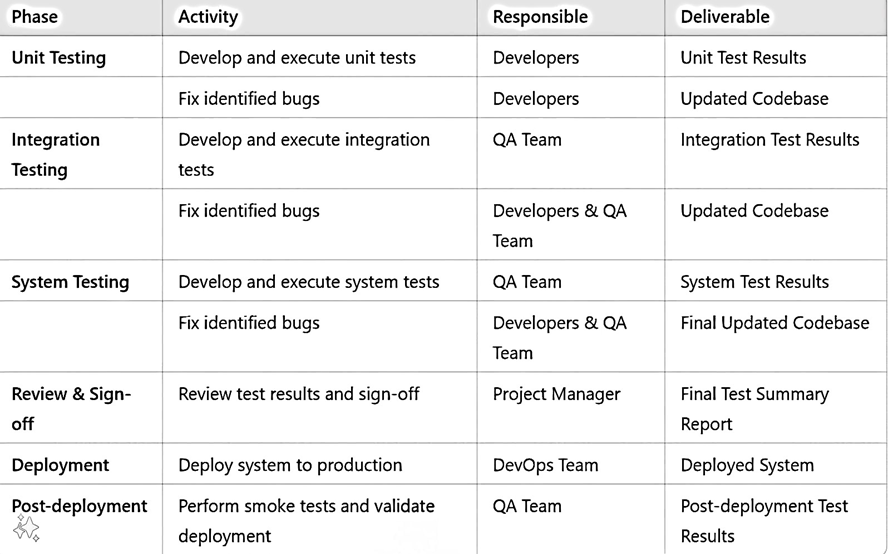 Phase Activity Responsible Deliverable
Unit Testing Develop and execute unit tests Developers Unit Test Results
Fix identified bugs Developers Updated Codebase
Integration Develop and execute integration QA Team Integration Test Results
Testing tests
Fix identified bugs Developers & QA Updated Codebase
Team
System Testing Develop and execute system tests QA Team System Test Results
Fix identified bugs Developers & QA Final Updated Codebase
Team
Review & Sign- Review test results and sign-off Project Manager Final Test Summary
off Report
Deployment Deploy system to production DevOps Team Deployed System
Post-deployment Perform smoke tests and validate QA Team Post-deployment Test
deployment Results